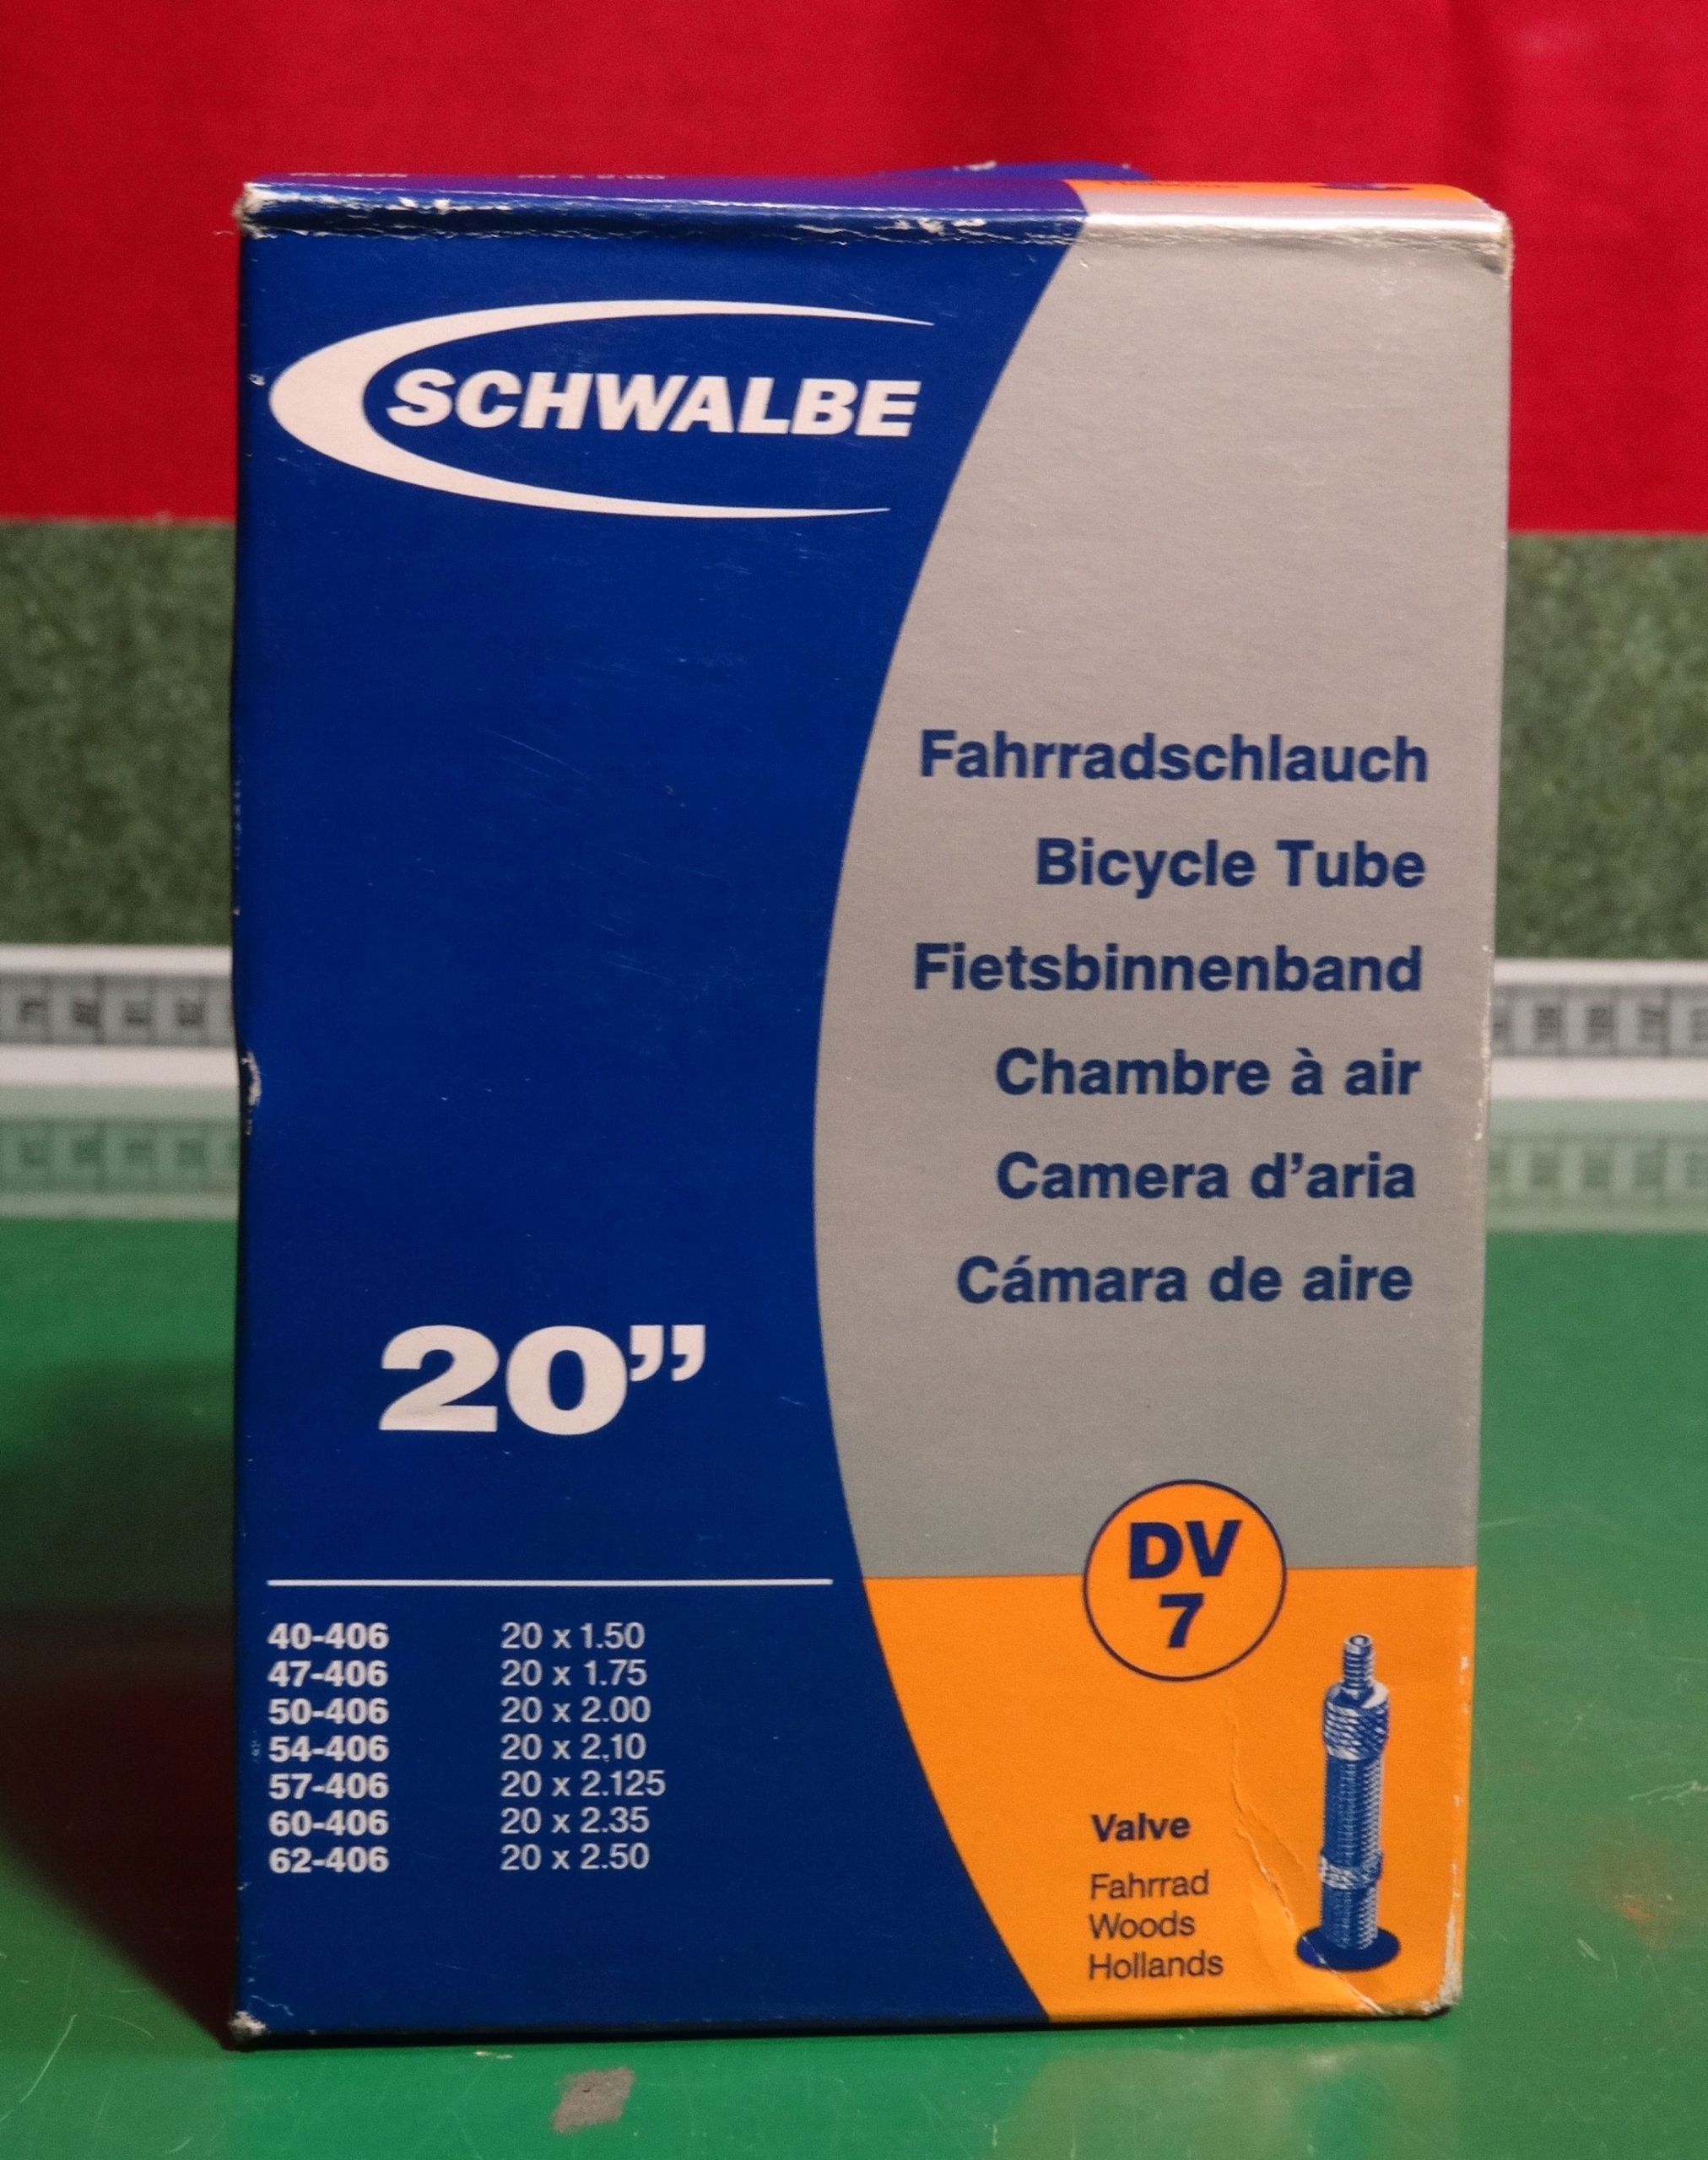 SCHWALBE
Fahrradschlauch
Bicycle Tube
Fietsbinnenband
Chambre à air
Camera d’aria
Cámara de aire
20”
DV
7
40-406 20 x 1.50
47-406 20 x 1.75
50-406 20 x 2.00
54-406 20 x 2.10
57-406 20 x 2.125
60-406 20 x 2.35
62-406 20 x 2.50
Valve
Fahrrad
Woods
Hollands